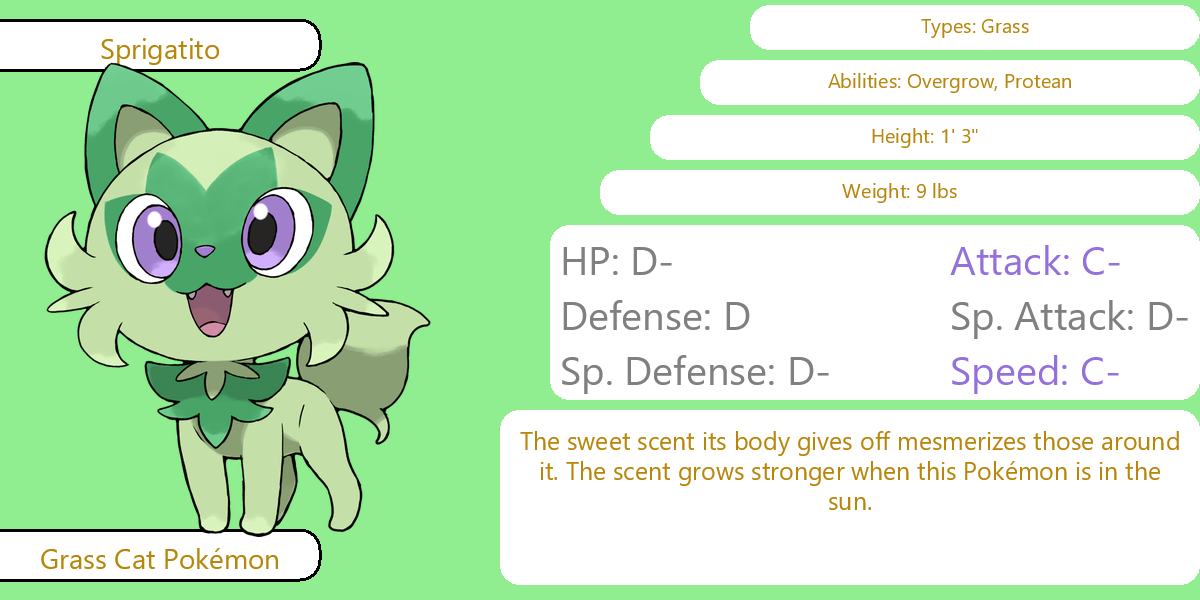 Sprigatito
Types: Grass
Abilities: Overgrow, Protean
Height: 1' 3"
Weight: 9 lbs
HP: D-
Attack: C-
Defense: D
Sp. Attack: D-
Sp. Defense: D-
Speed: C-
The sweet scent its body gives off mesmerizes those around
it. The scent grows stronger when this Pokémon is in the
sun.
Grass Cat Pokémon